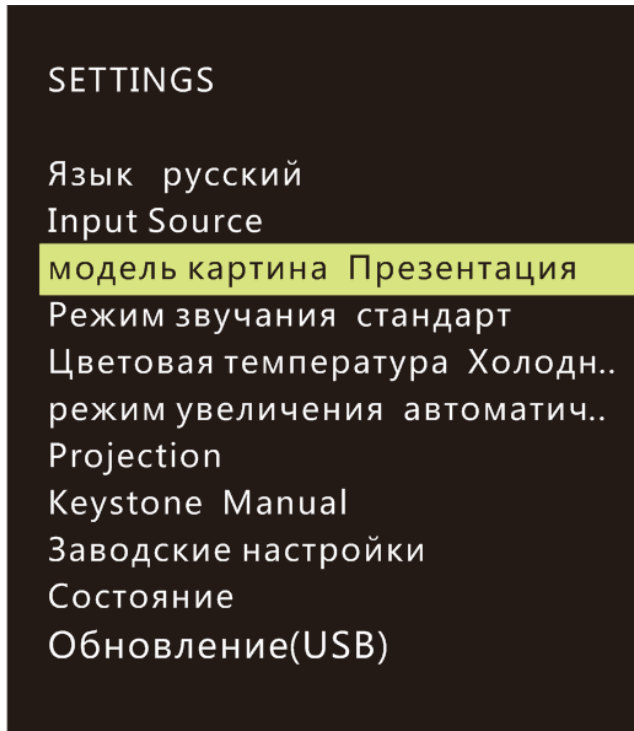 SETTINGS
Язык русский
Input Source
модель картина Презентация
Режим звучания стандарт
Цветовая температура Холодн..
режим увеличения автоматич..
Projection
Keystone Manual
Заводские настройки
Состояние
Обновление(USB)